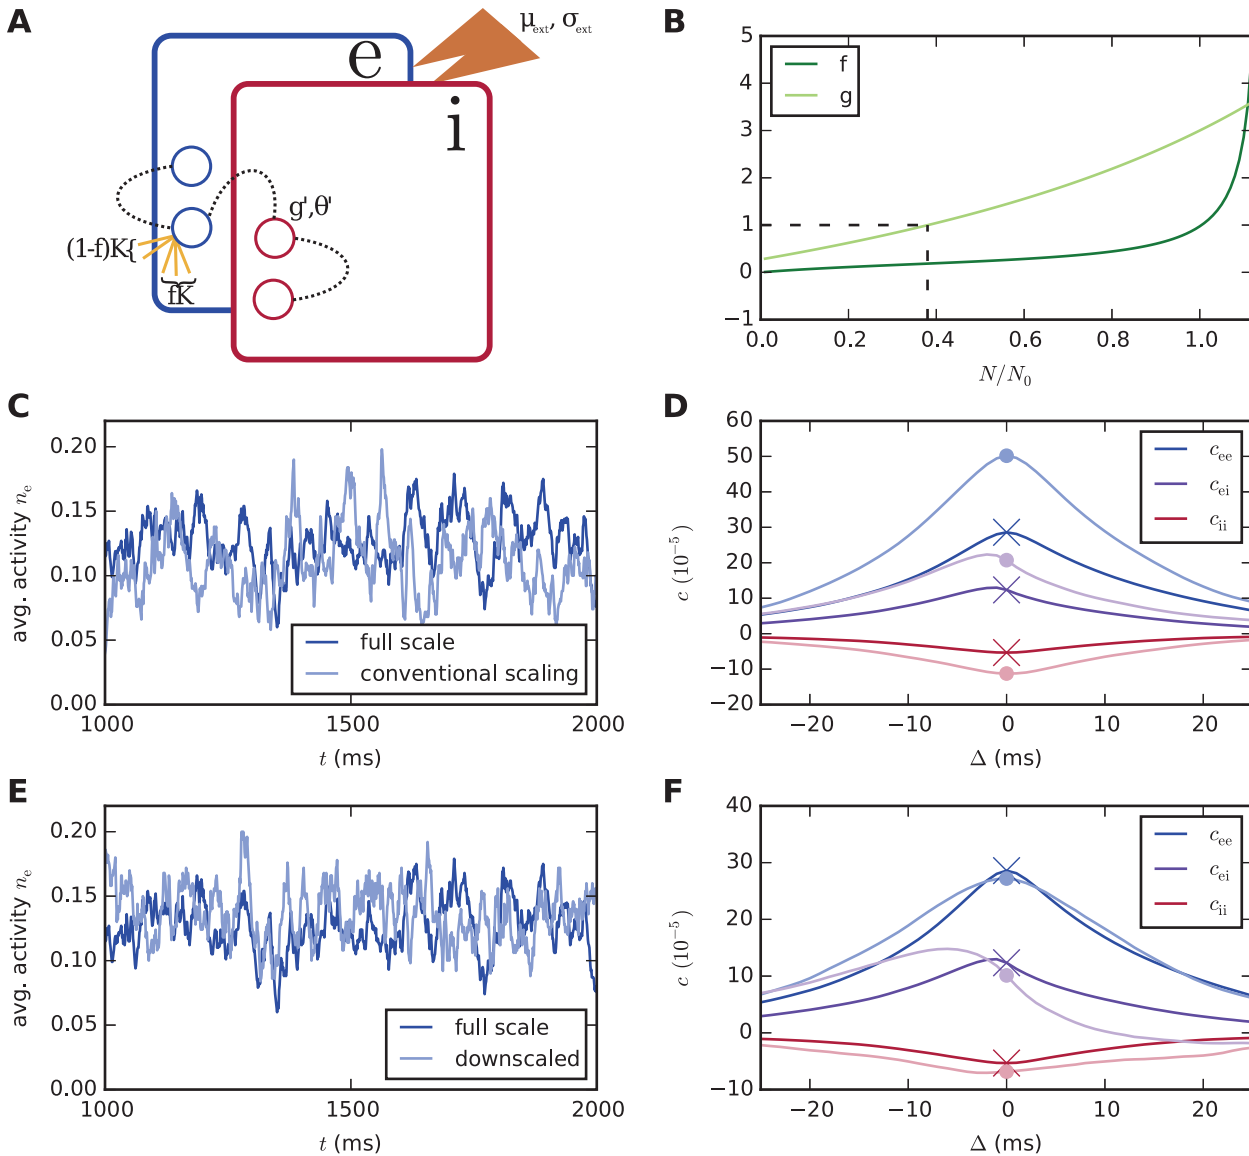 A
e
μext, σext
i
g',θ'
(1-f)K{
}
fK
B
5
4
3
2
1
0
−1
f
g
0.0 0.2 0.4 0.6 0.8 1.0
N/N0
C
avg. activity ne
0.20
0.15
0.10
0.05
0.00
full scale
conventional scaling
1000 1500 2000
t (ms)
D
c (10−5)
60
50
40
30
20
10
0
−10
−20
cee
cei
cii
−20 −10 0 10 20
Δ (ms)
E
avg. activity ne
0.20
0.15
0.10
0.05
0.00
full scale
downscaled
1000 1500 2000
t (ms)
F
c (10−5)
40
30
20
10
0
−10
cee
cei
cii
−20 −10 0 10 20
Δ (ms)